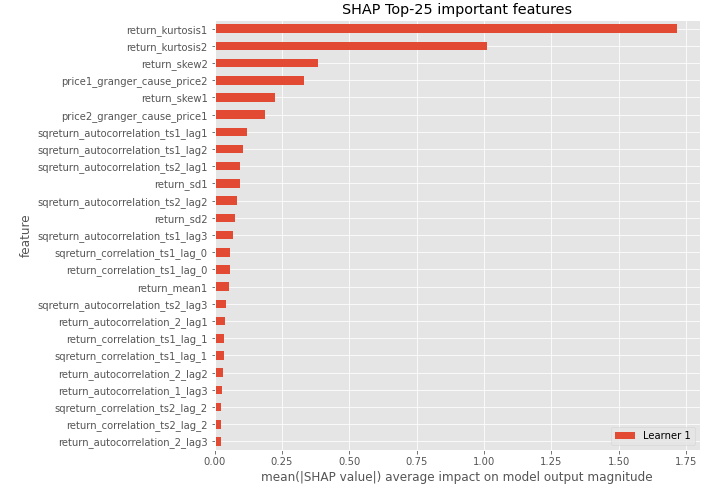 SHAP Top-25 important features
return_kurtosis1
return_kurtosis2
return_skew2
price1_granger_cause_price2
return_skew1
price2_granger_cause_price1
sqreturn_autocorrelation_ts1_lag1
sqreturn_autocorrelation_ts1_lag2
sqreturn_autocorrelation_ts2_lag1
return_sd1
sqreturn_autocorrelation_ts2_lag2
return_sd2
sqreturn_autocorrelation_ts1_lag3
sqreturn_correlation_ts1_lag_0
return_correlation_ts1_lag_0
return_mean1
sqreturn_autocorrelation_ts2_lag3
return_autocorrelation_2_lag1
return_correlation_ts1_lag_1
sqreturn_correlation_ts1_lag_1
return_autocorrelation_2_lag2
return_autocorrelation_1_lag3
sqreturn_correlation_ts2_lag_2
return_correlation_ts2_lag_2
return_autocorrelation_2_lag3
feature
Learner 1
0.00 0.25 0.50 0.75 1.00 1.25 1.50 1.75
mean(|SHAP value|) average impact on model output magnitude